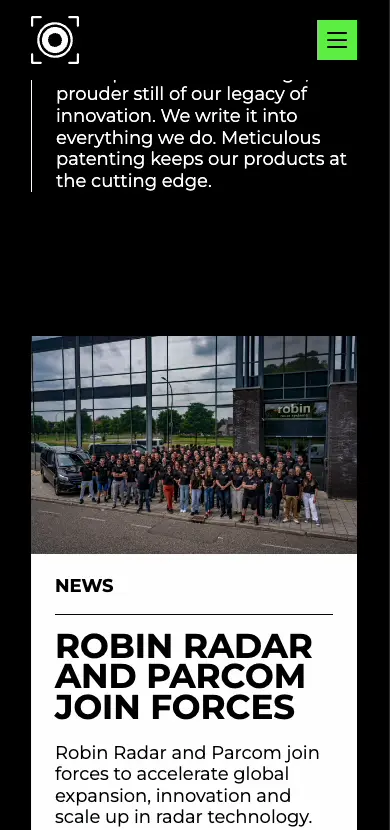 prouder still of our legacy of
innovation. We write it into
everything we do. Meticulous
patenting keeps our products at
the cutting edge.
robin
NEWS
ROBIN RADAR
AND PARCOM
JOIN FORCES
Robin Radar and Parcom join
forces to accelerate global
expansion, innovation and
scale up in radar technology.